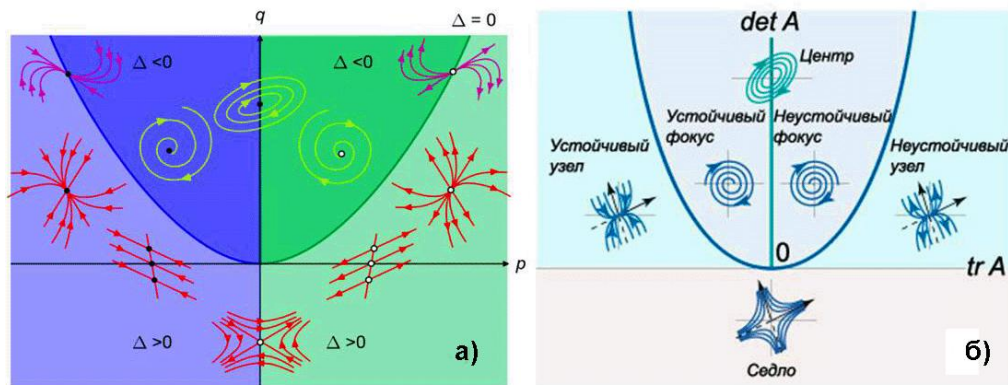 q
Δ = 0
Δ <0
Δ <0
p
Δ >0
Δ >0
а)
det A
Центр
Устойчивый
фокус
Неустойчивый
фокус
Устойчивый
узел
Неустойчивый
узел
0
tr A
Седло
б)